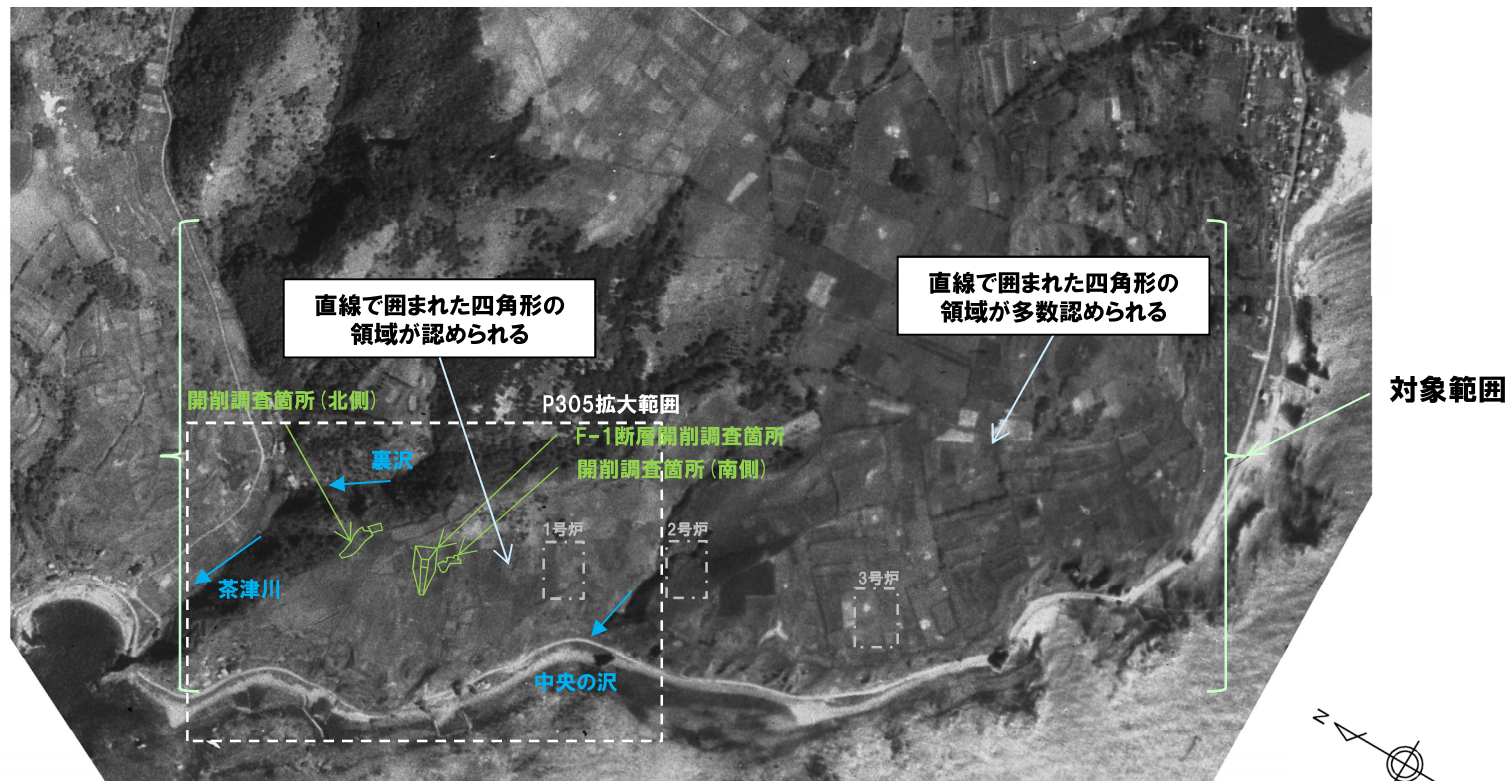 直線で囲まれた四角形の
領域が認められる
直線で囲まれた四角形の
領域が多数認められる
対象範囲
開削調査箇所(北側)
P305拡大範囲
F-1断層開削調査箇所
開削調査箇所(南側)
裏沢
1号炉
2号炉
3号炉
茶津川
中央の沢
N